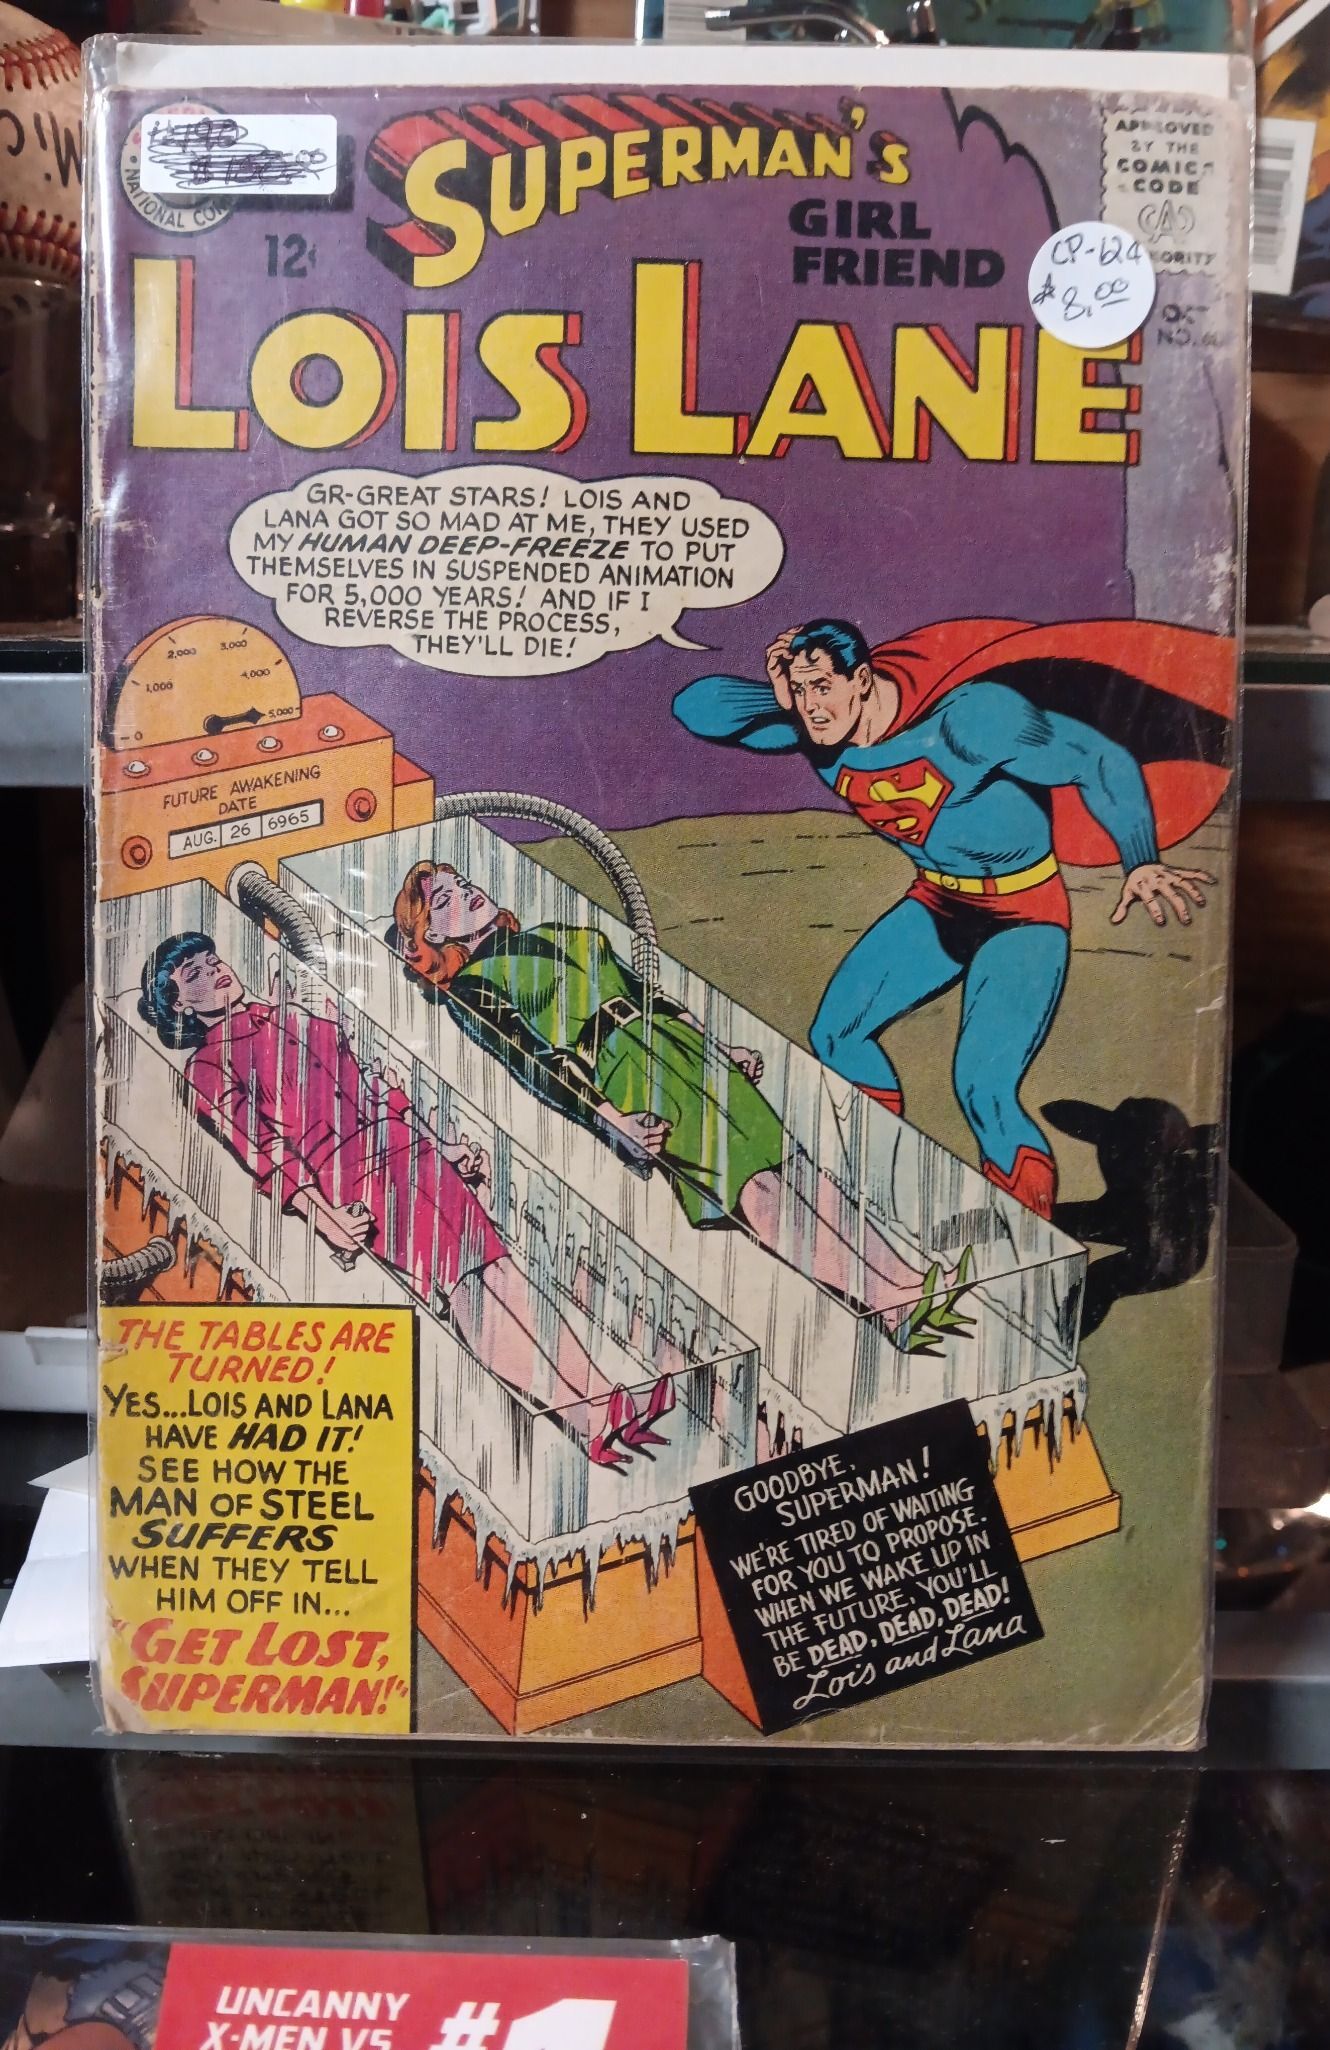 Mic
NATIONAL
SUPERMAN'S
GIRL
FRIEND
12¢
LOIS LANE
APPROVED
BY THE
COMICS
CODE
CP-624
$8.00
NO.
GR-GREAT STARS! LOIS AND
LANA GOT SO MAD AT ME, THEY USED
MY HUMAN DEEP-FREEZE TO PUT
THEMSELVES IN SUSPENDED ANIMATION
FOR 5,000 YEARS! AND IF I
REVERSE THE PROCESS,
THEY'LL DIE!
0
1,000
2,000
3,000
4,000
5,000
FUTURE AWAKENING
DATE
AUG. 26 6965
S
THE TABLES ARE
TURNED!
YES...LOIS AND LANA
HAVE HAD IT!
SEE HOW THE
MAN OF STEEL
SUFFERS
WHEN THEY TELL
HIM OFF IN...
"GET LOST,
SUPERMAN!"
GOODBYE,
SUPERMAN!
WE'RE TIRED OF WAITING
FOR YOU TO PROPOSE.
WHEN WE WAKE UP IN
THE FUTURE, YOU'LL
BE DEAD, DEAD, DEAD!
Lois and Lana
UNCANNY
X-MEN VS
#1